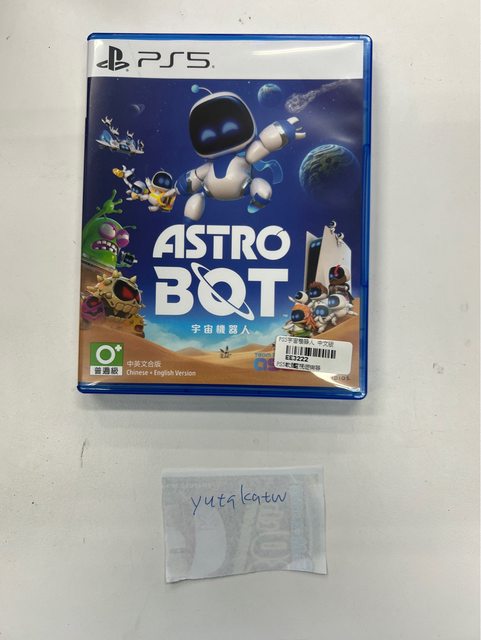 PS5
ASTRO
BOT
宇宙機器人
普遍級
中英文合版
Chinese + English Version
PS5宇宙機器人 中文版
EE3222
yutakatw